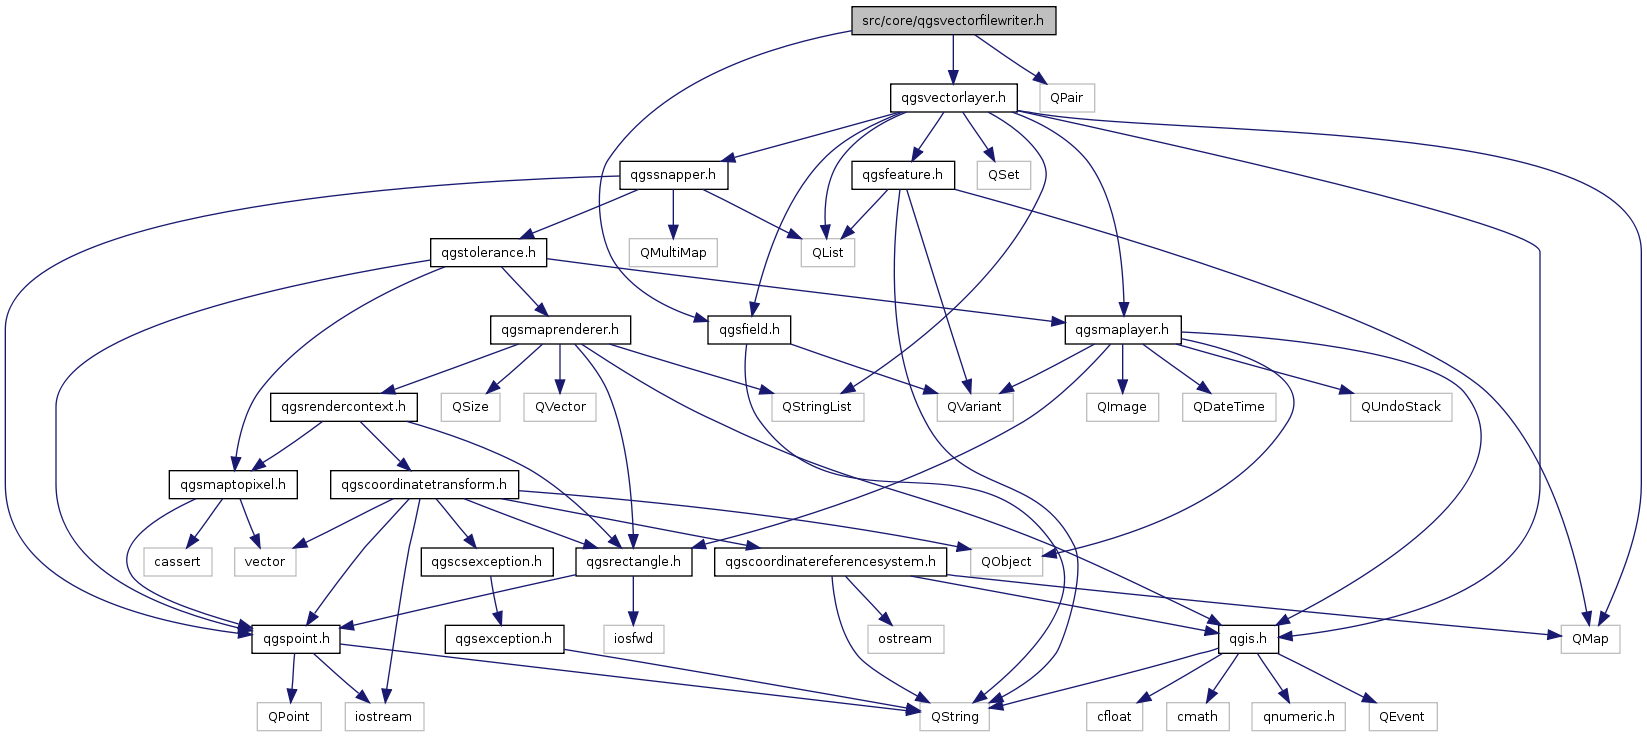 src/core/qgsvectorfilewriter.h
qgsvectorlayer.h
QPair
qgssnapper.h
qgsfeature.h
QSet
qgstolerance.h
QMultiMap
QList
qgsmaprenderer.h
qgsfield.h
qgsmaplayer.h
qgsrendercontext.h
QSize
QVector
QStringList
QVariant
QImage
QDateTime
QUndoStack
qgsmaptopixel.h
qgscoordinatetransform.h
cassert
vector
qgscsexception.h
qgsrectangle.h
qgscoordinatereferencesystem.h
QObject
qgspoint.h
qgsexception.h
iosfwd
ostream
qgis.h
QMap
QPoint
iostream
QString
cfloat
cmath
qnumeric.h
QEvent